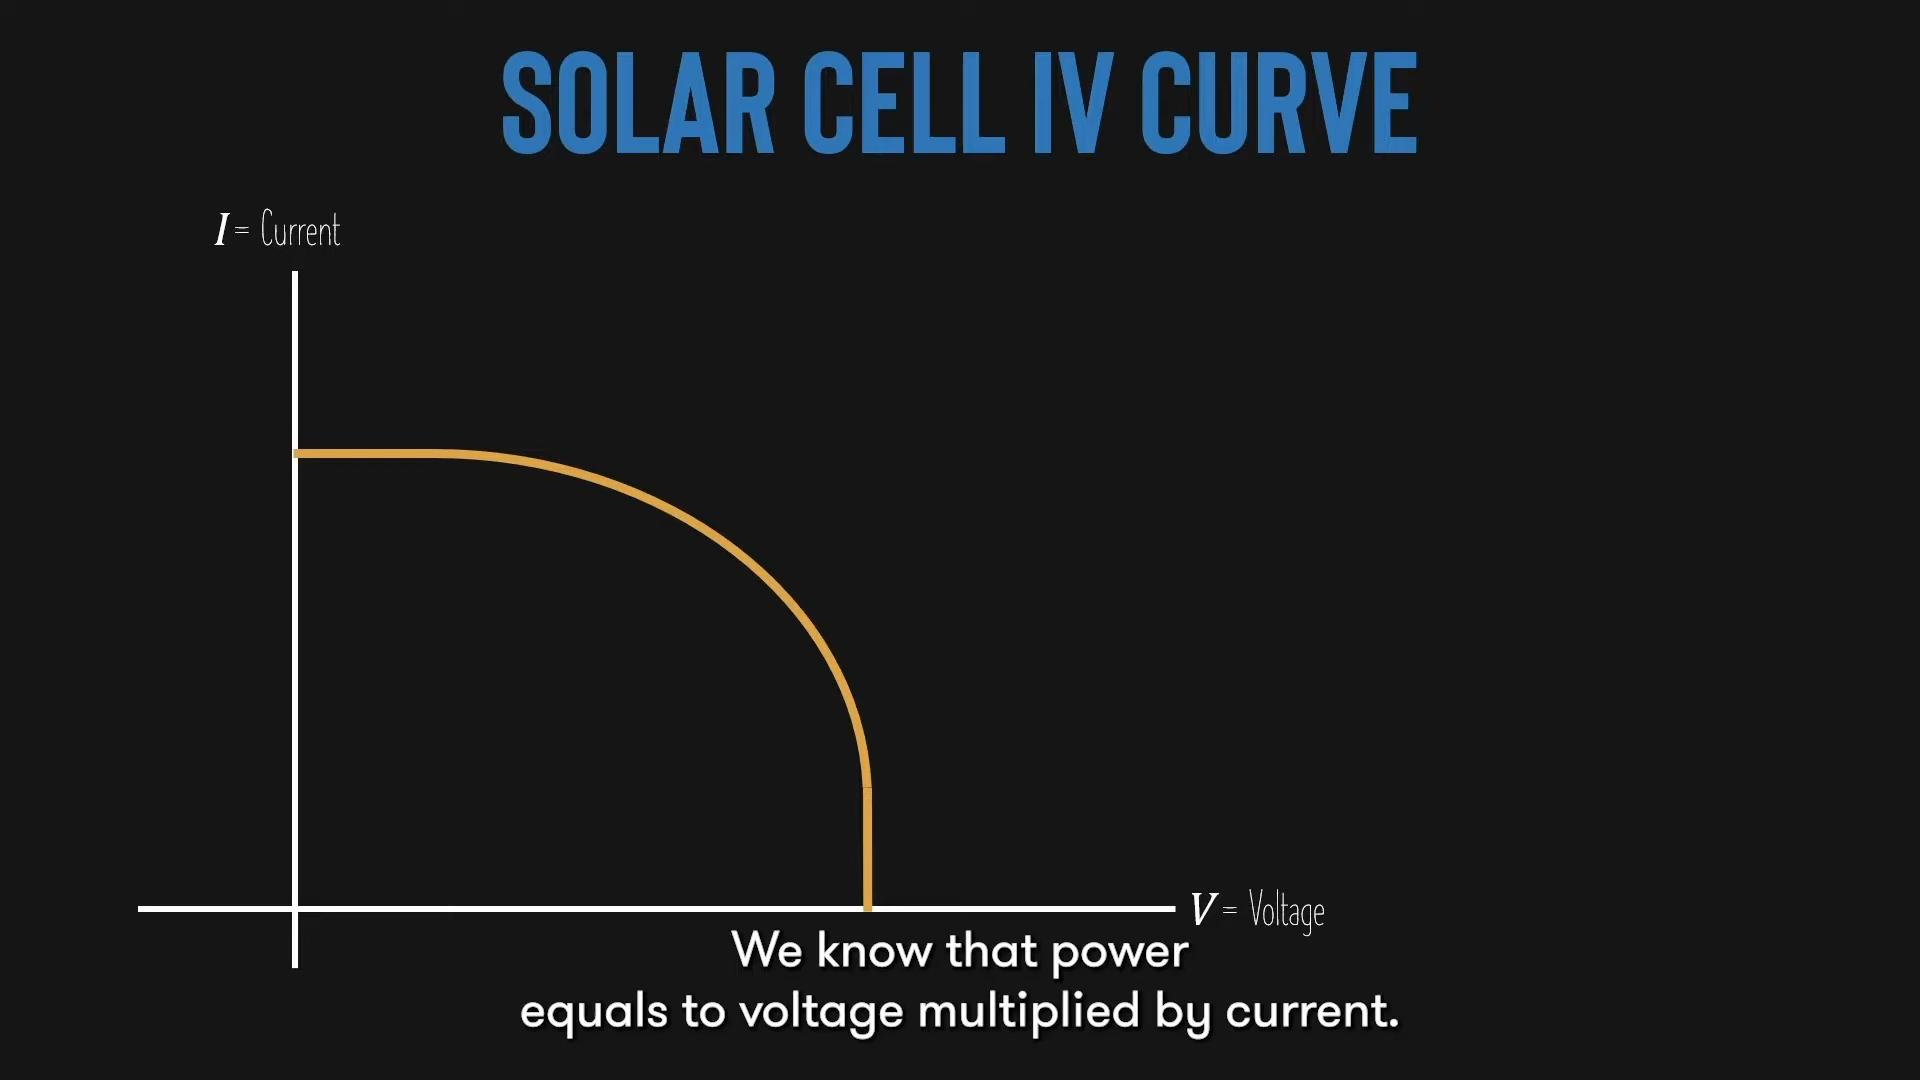 SOLAR CELL IV CURVE
I = Current
V = Voltage
We know that power
equals to voltage multiplied by current.